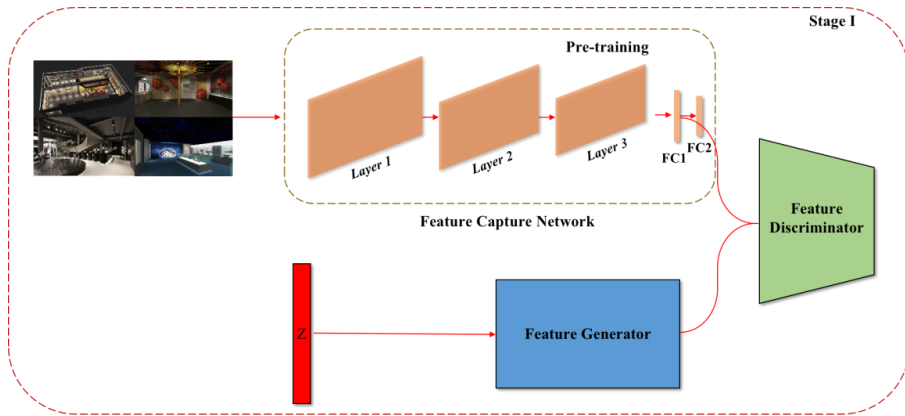 Stage I
Pre-training
Layer 1
Layer 2
Layer 3
FC1
FC2
Feature Capture Network
Feature
Discriminator
Z
Feature Generator